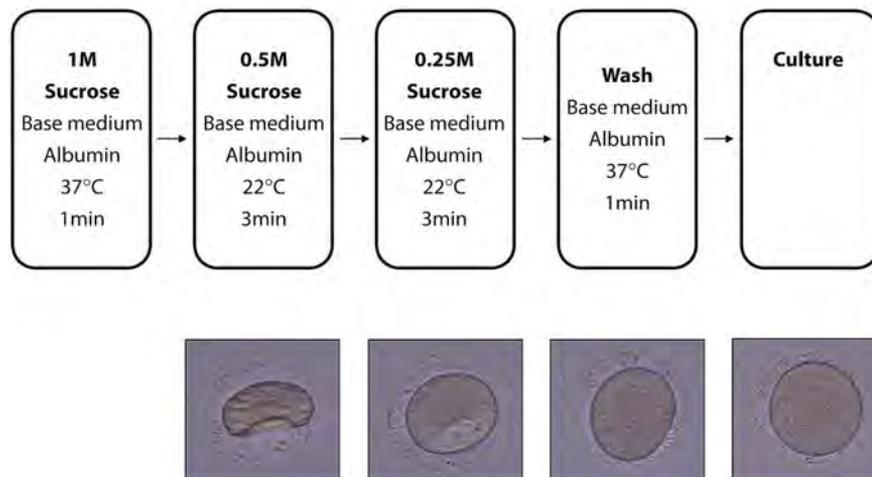 1M
Sucrose
Base medium
Albumin
37°C
1min
0.5M
Sucrose
Base medium
Albumin
22°C
3min
0.25M
Sucrose
Base medium
Albumin
22°C
3min
Wash
Base medium
Albumin
37°C
1min
Culture